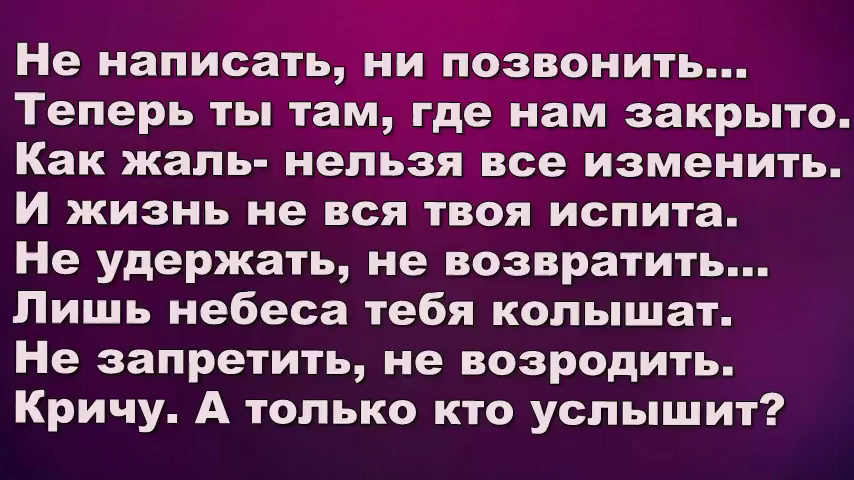 Не написать, ни позвонить...
Теперь ты там, где нам закрыто.
Как жаль- нельзя все изменить.
И жизнь не вся твоя испита.
Не удержать, не возвратить...
Лишь небеса тебя колышат.
Не запретить, не возродить.
Кричу. А только кто услышит?